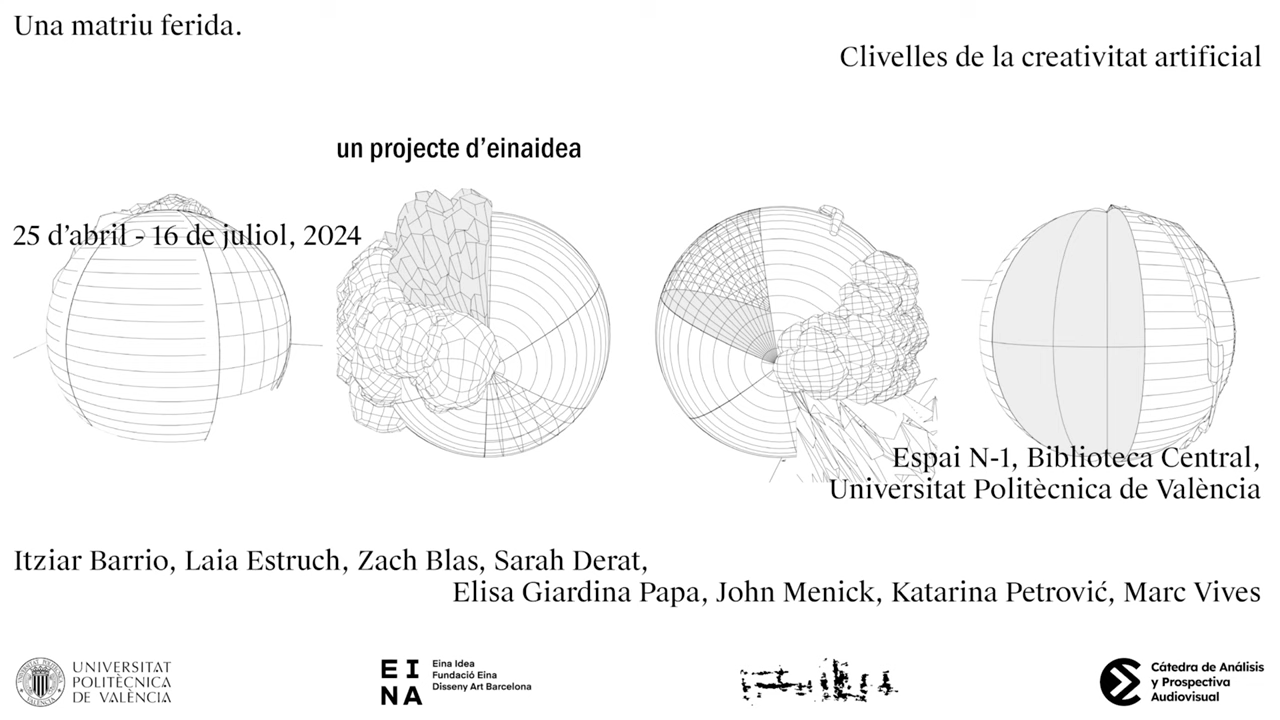 Una matriu ferida.
Clivelles de la creativitat artificial
un projecte d'einaidea
25 d'abril - 16 de juliol, 2024
Espai N-1, Biblioteca Central,
Universitat Politècnica de València
Itziar Barrio, Laia Estruch, Zach Blas, Sarah Derat,
Elisa Giardina Papa, John Menick, Katarina Petrović, Marc Vives
UNIVERSITAT
POLITÈCNICA
DE VALÈNCIA
EI
NA
Eina Idea
Fundació Eina
Disseny Art Barcelona
Cátedra de Análisis
y Prospectiva
Audiovisual